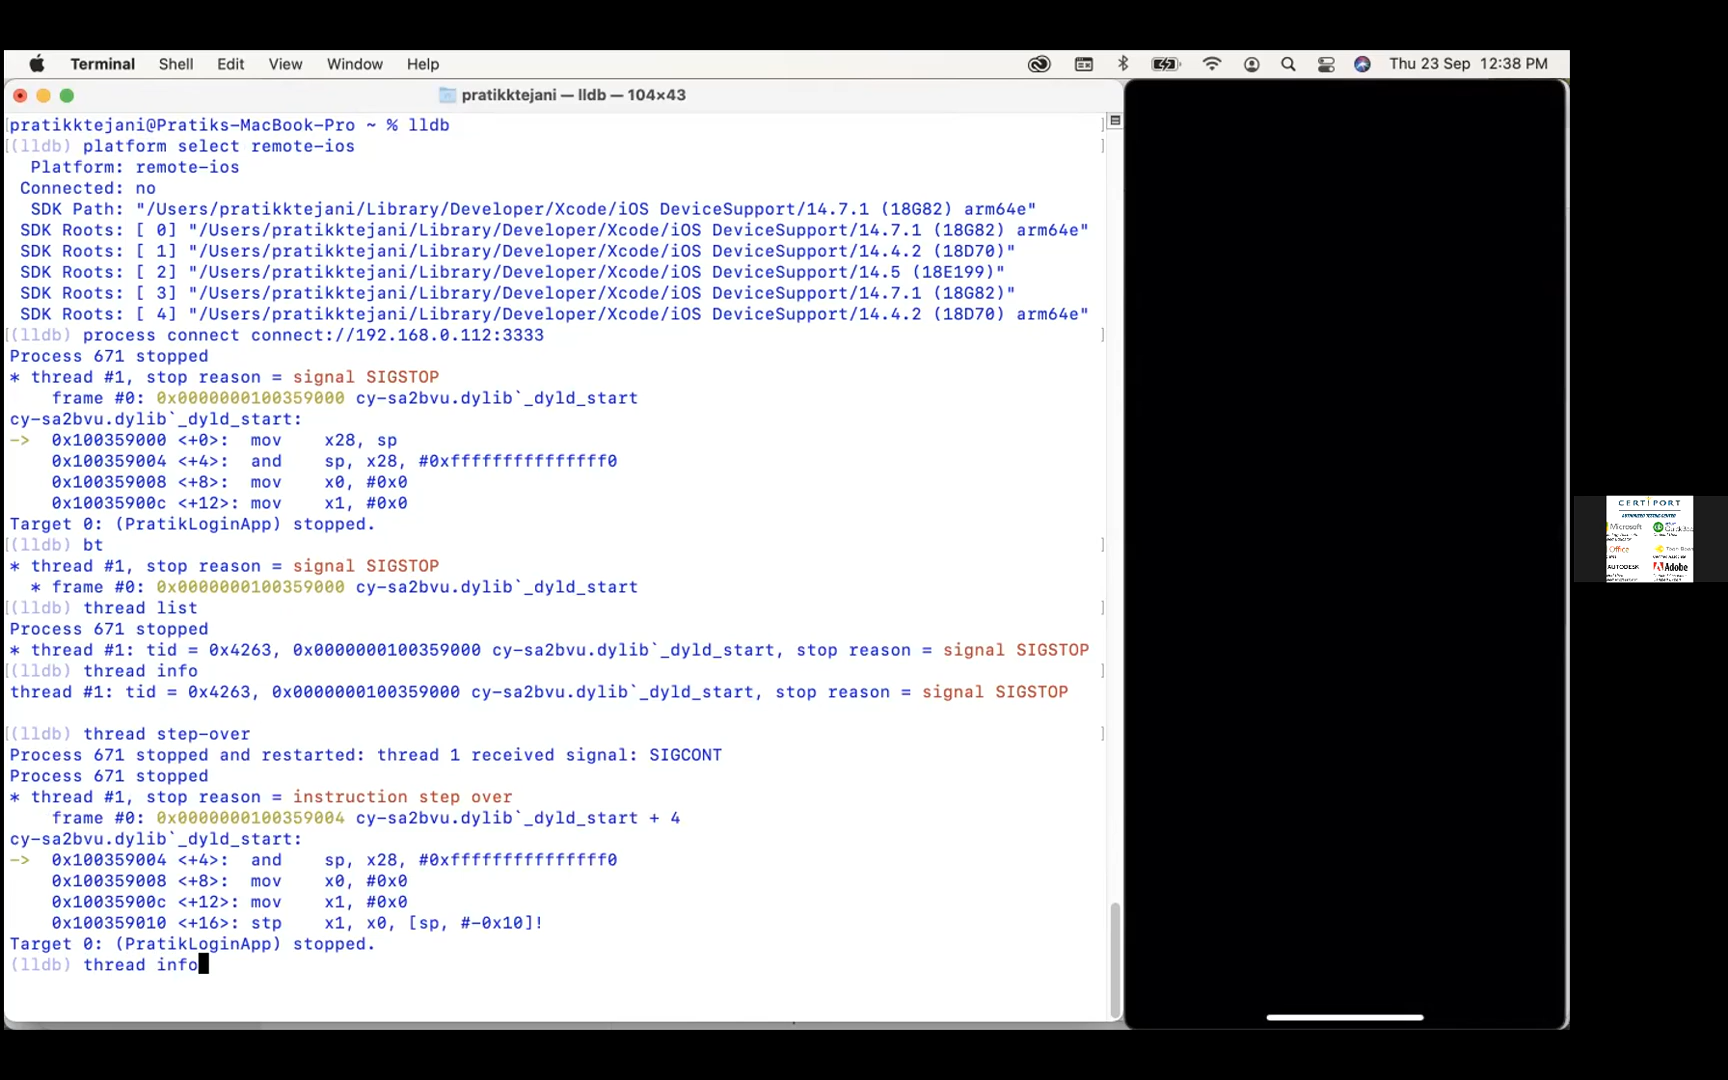 Terminal Shell Edit View Window Help Thu 23 Sep 12:38 PM
pratikktejani — lldb — 104×43
pratikktejani@Pratiks-MacBook-Pro ~ % lldb
(lldb) platform select remote-ios
Platform: remote-ios
Connected: no
SDK Path: "/Users/pratikktejani/Library/Developer/Xcode/iOS DeviceSupport/14.7.1 (18G82) arm64e"
SDK Roots: [ 0] "/Users/pratikktejani/Library/Developer/Xcode/iOS DeviceSupport/14.7.1 (18G82) arm64e"
SDK Roots: [ 1] "/Users/pratikktejani/Library/Developer/Xcode/iOS DeviceSupport/14.4.2 (18D70)"
SDK Roots: [ 2] "/Users/pratikktejani/Library/Developer/Xcode/iOS DeviceSupport/14.5 (18E199)"
SDK Roots: [ 3] "/Users/pratikktejani/Library/Developer/Xcode/iOS DeviceSupport/14.7.1 (18G82)"
SDK Roots: [ 4] "/Users/pratikktejani/Library/Developer/Xcode/iOS DeviceSupport/14.4.2 (18D70) arm64e"
(lldb) process connect connect://192.168.0.112:3333
Process 671 stopped
* thread #1, stop reason = signal SIGSTOP
frame #0: 0x0000000100359000 cy-sa2bvu.dylib`_dyld_start
cy-sa2bvu.dylib`_dyld_start:
-> 0x100359000 <+0>: mov x28, sp
0x100359004 <+4>: and sp, x28, #0xfffffffffffffff0
0x100359008 <+8>: mov x0, #0x0
0x10035900c <+12>: mov x1, #0x0
Target 0: (PratikLoginApp) stopped.
(lldb) bt
* thread #1, stop reason = signal SIGSTOP
* frame #0: 0x0000000100359000 cy-sa2bvu.dylib`_dyld_start
(lldb) thread list
Process 671 stopped
* thread #1: tid = 0x4263, 0x0000000100359000 cy-sa2bvu.dylib`_dyld_start, stop reason = signal SIGSTOP
(lldb) thread info
thread #1: tid = 0x4263, 0x0000000100359000 cy-sa2bvu.dylib`_dyld_start, stop reason = signal SIGSTOP
(lldb) thread step-over
Process 671 stopped and restarted: thread 1 received signal: SIGCONT
Process 671 stopped
* thread #1, stop reason = instruction step over
frame #0: 0x0000000100359004 cy-sa2bvu.dylib`_dyld_start + 4
cy-sa2bvu.dylib`_dyld_start:
-> 0x100359004 <+4>: and sp, x28, #0xfffffffffffffff0
0x100359008 <+8>: mov x0, #0x0
0x10035900c <+12>: mov x1, #0x0
0x100359010 <+16>: stp x1, x0, [sp, #-0x10]!
Target 0: (PratikLoginApp) stopped.
(lldb) thread info
CERTIPORT
AUTHORIZED TESTING CENTER
Microsoft
Office
AUTODESK Adobe